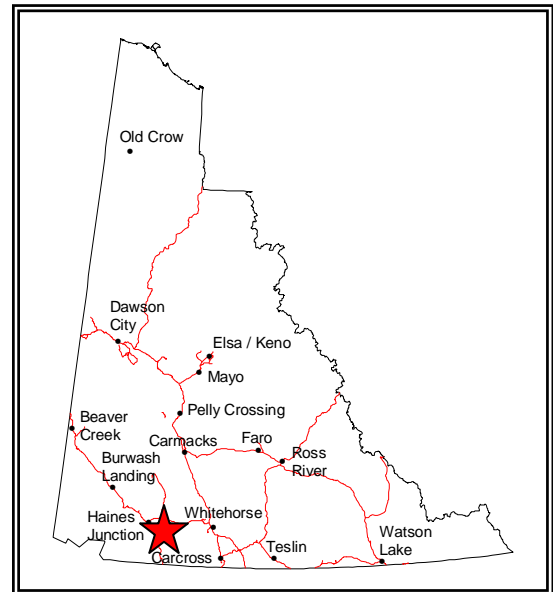 Old Crow
Dawson
City
Elsa / Keno
Mayo
Beaver
Creek
Pelly Crossing
Carmacks
Faro
Ross
River
Burwash
Landing
Haines
Junction
Whitehorse
Carcross
Teslin
Watson
Lake